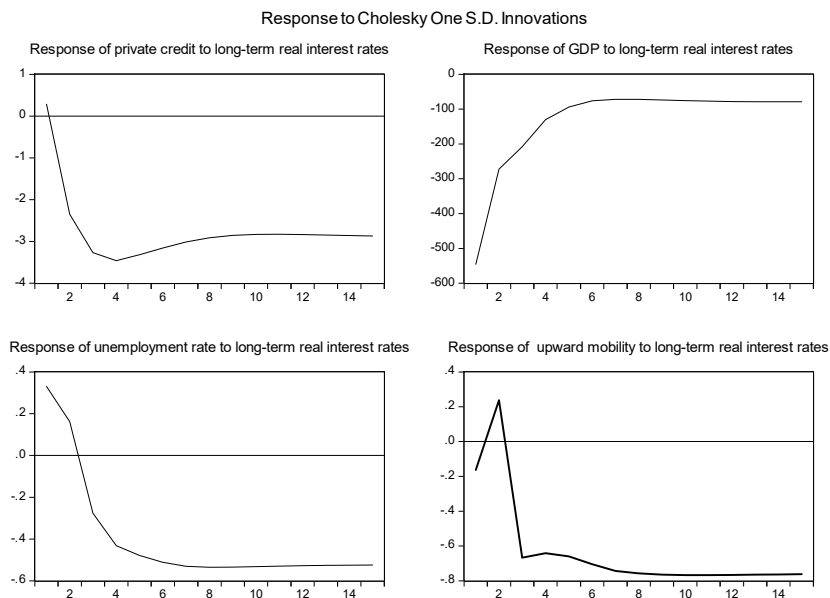 Response to Cholesky One S.D. Innovations
Response of private credit to long-term real interest rates
1
0
-1
-2
-3
-4
2 4 6 8 10 12 14
Response of GDP to long-term real interest rates
0
-100
-200
-300
-400
-500
-600
2 4 6 8 10 12 14
Response of unemployment rate to long-term real interest rates
.4
.2
.0
-.2
-.4
-.6
2 4 6 8 10 12 14
Response of upward mobility to long-term real interest rates
.4
.2
.0
-.2
-.4
-.6
-.8
2 4 6 8 10 12 14